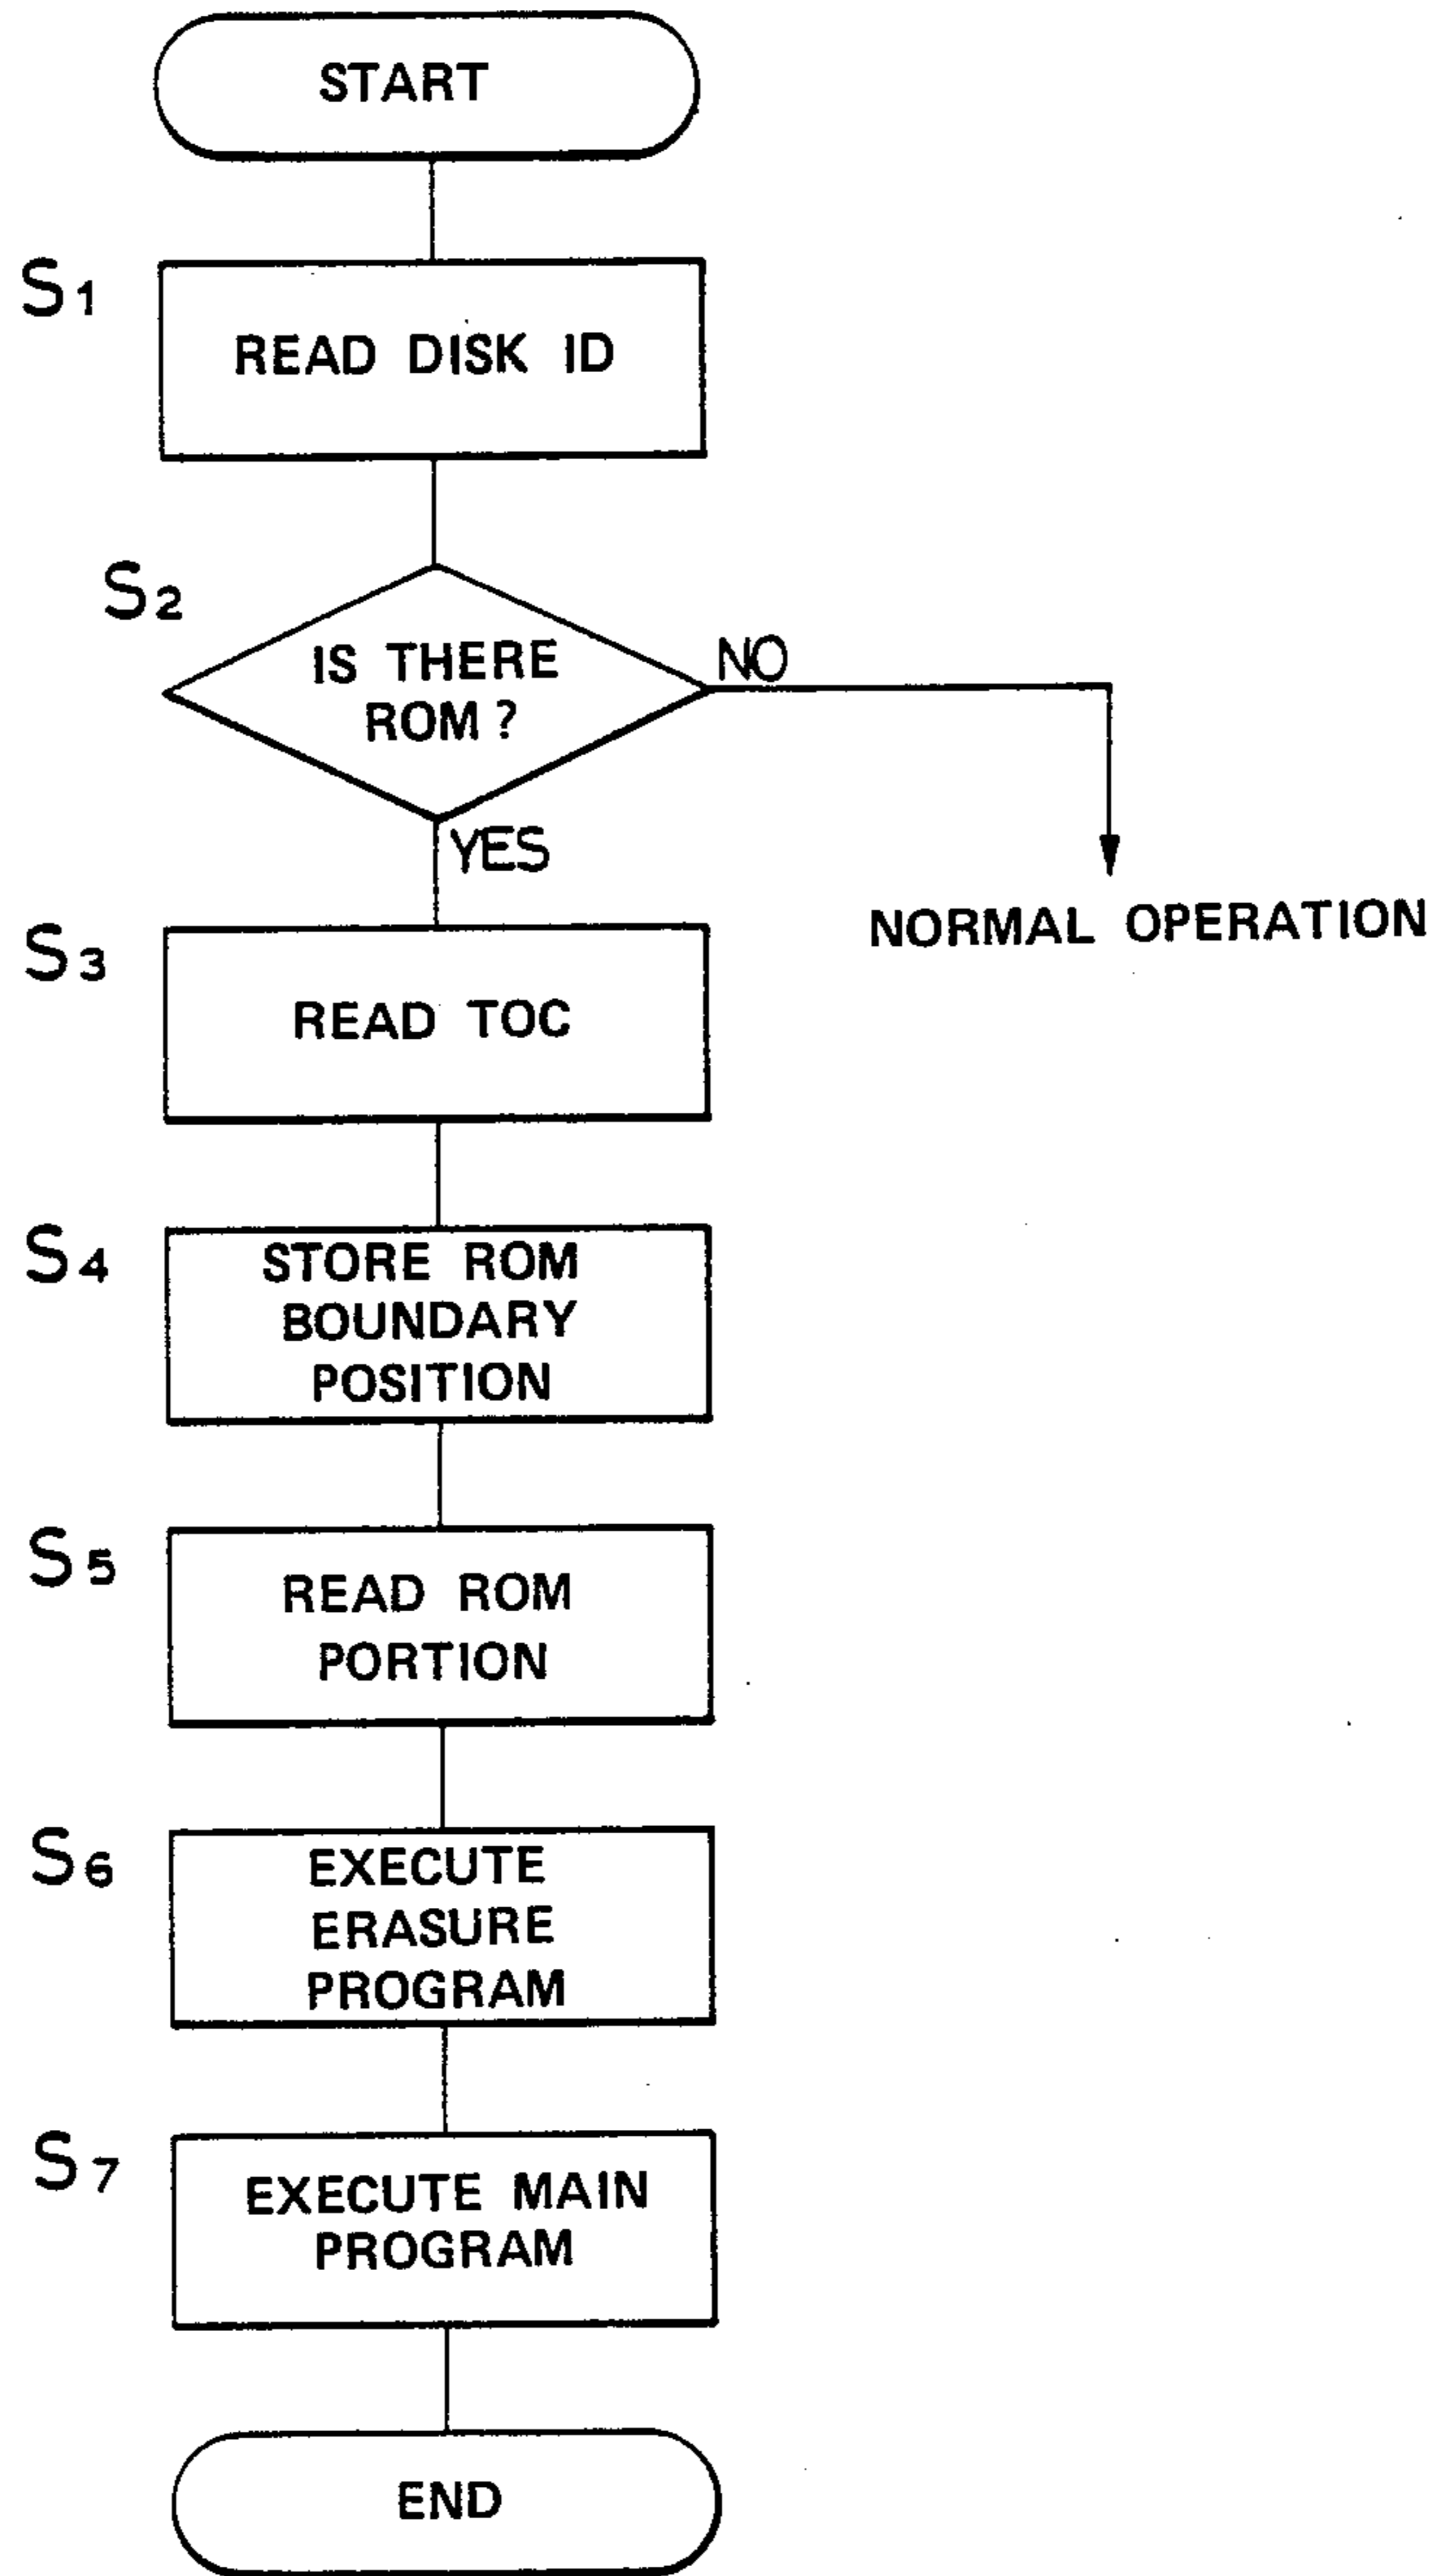 START
S1
READ DISK ID
S2
IS THERE
ROM?
NO
YES
NORMAL OPERATION
S3
READ TOC
S4
STORE ROM
BOUNDARY
POSITION
S5
READ ROM
PORTION
S6
EXECUTE
ERASURE
PROGRAM
S7
EXECUTE MAIN
PROGRAM
END